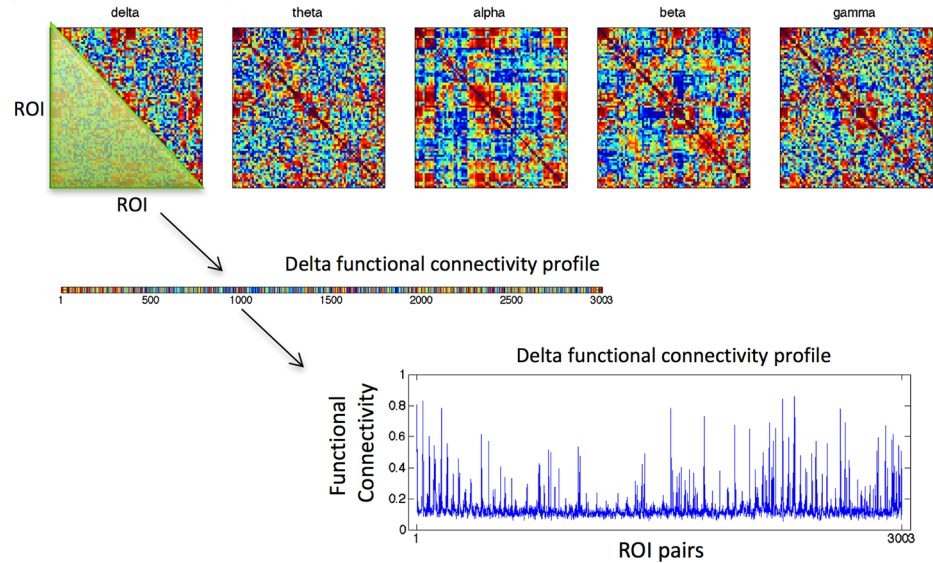 delta theta alpha beta gamma
ROI
ROI
Delta functional connectivity profile
1 500 1000 1500 2000 2500 3003
Delta functional connectivity profile
Functional
Connectivity
1
0.8
0.6
0.4
0.2
0
1 3003
ROI pairs